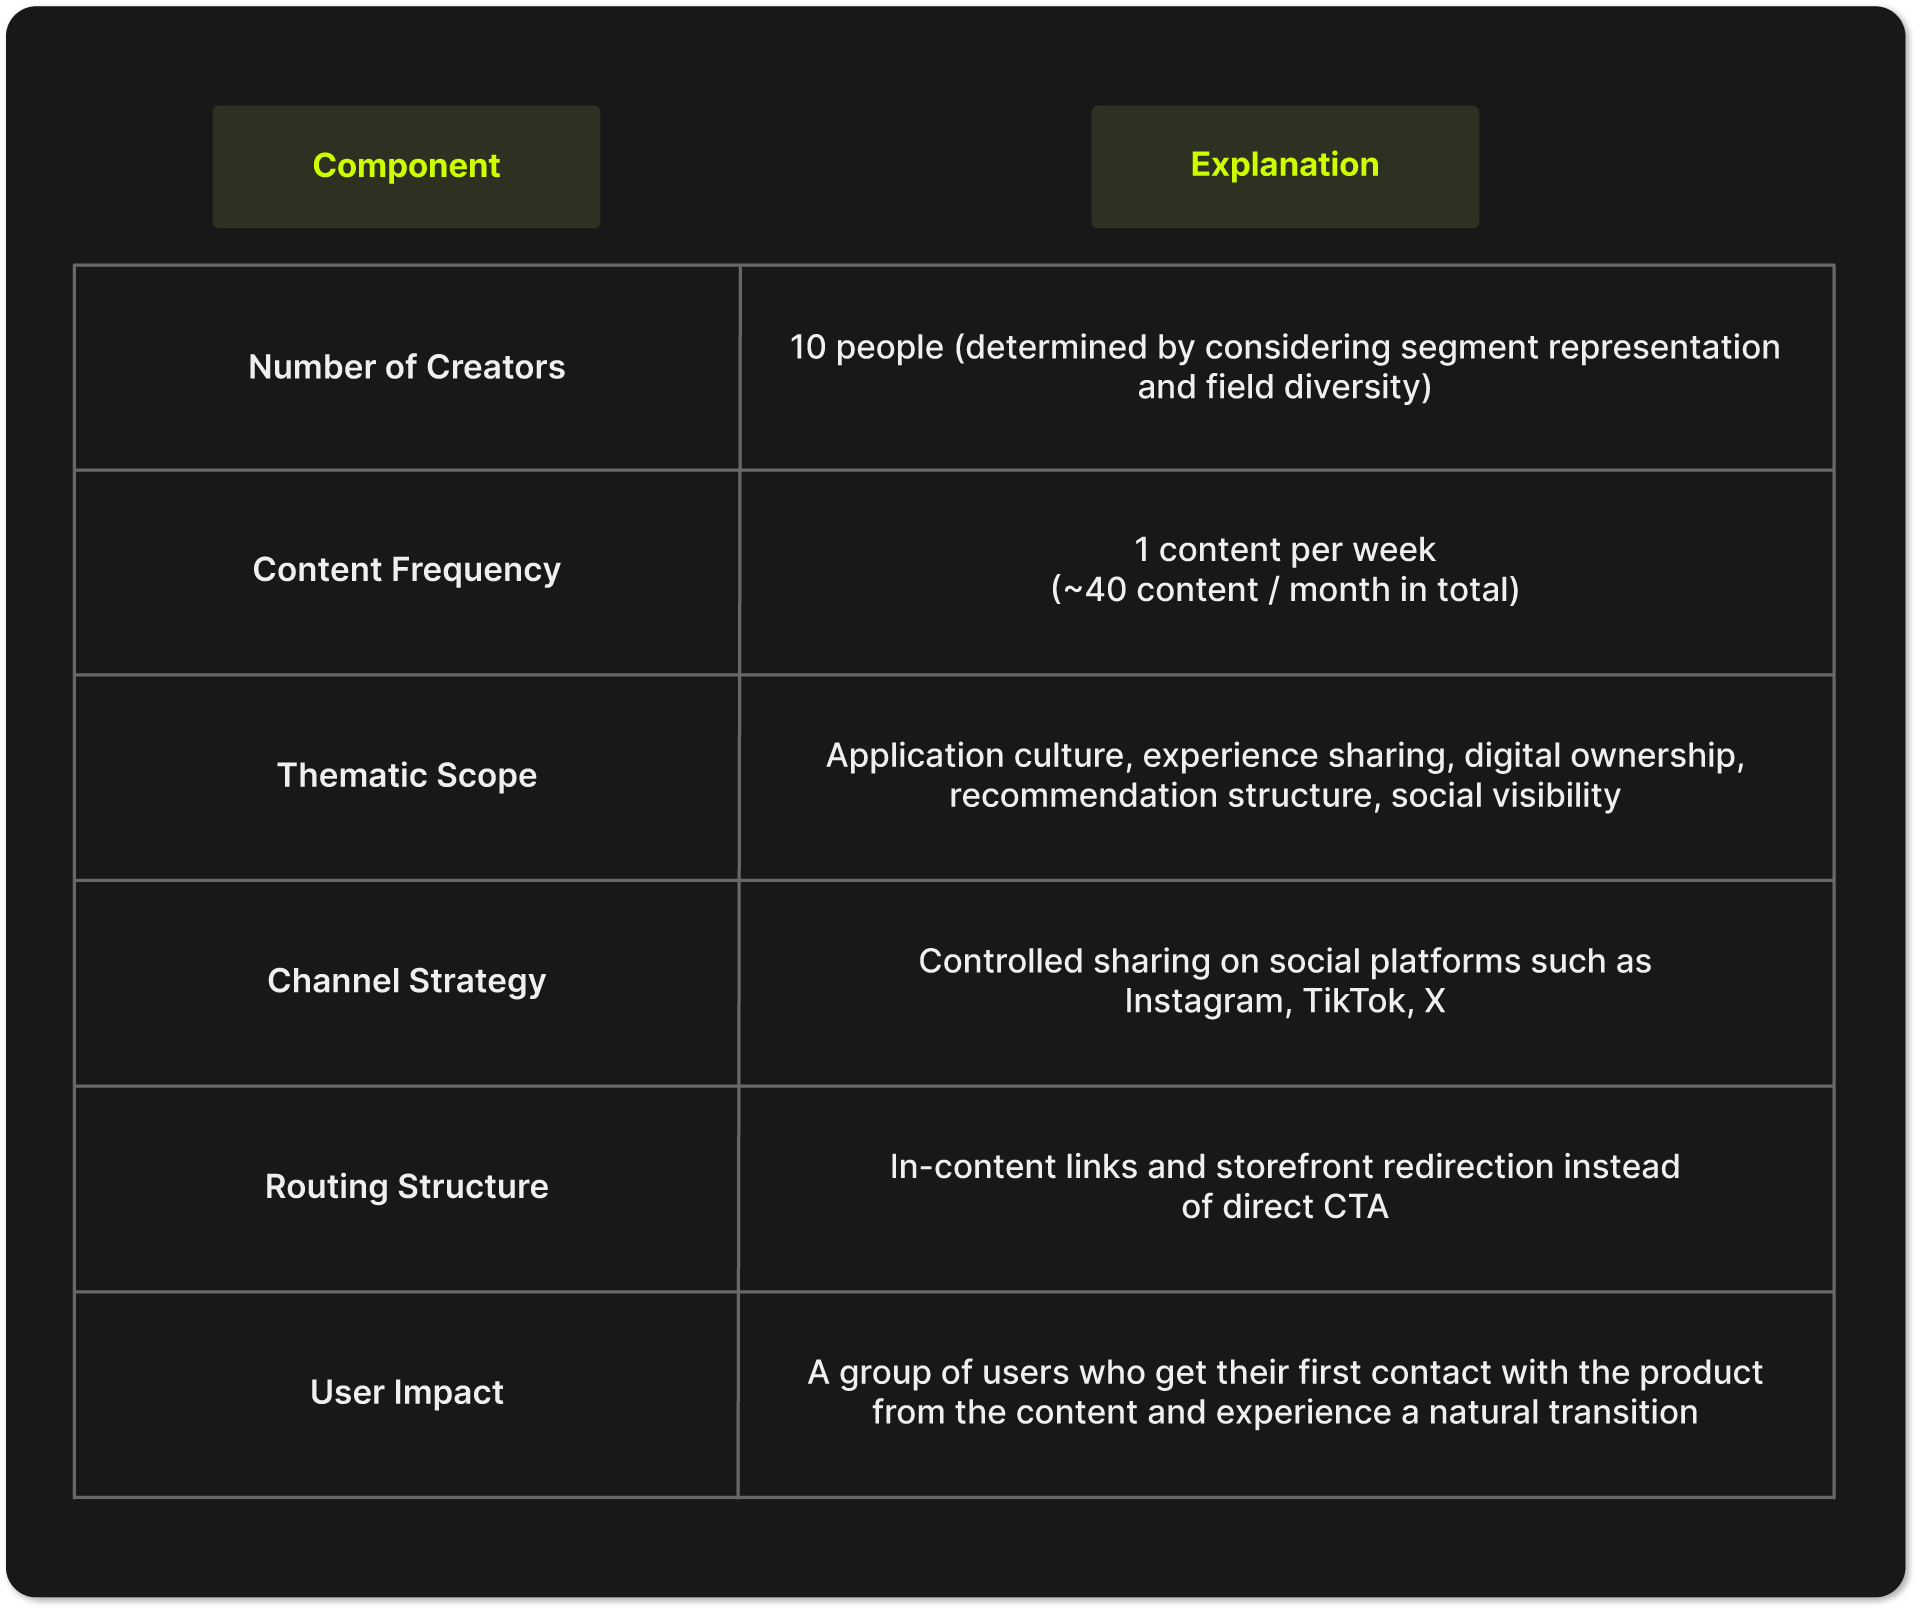 Component
Explanation
Number of Creators
10 people (determined by considering segment representation
and field diversity)
Content Frequency
1 content per week
(~40 content / month in total)
Thematic Scope
Application culture, experience sharing, digital ownership,
recommendation structure, social visibility
Channel Strategy
Controlled sharing on social platforms such as
Instagram, TikTok, X
Routing Structure
In-content links and storefront redirection instead
of direct CTA
User Impact
A group of users who get their first contact with the product
from the content and experience a natural transition